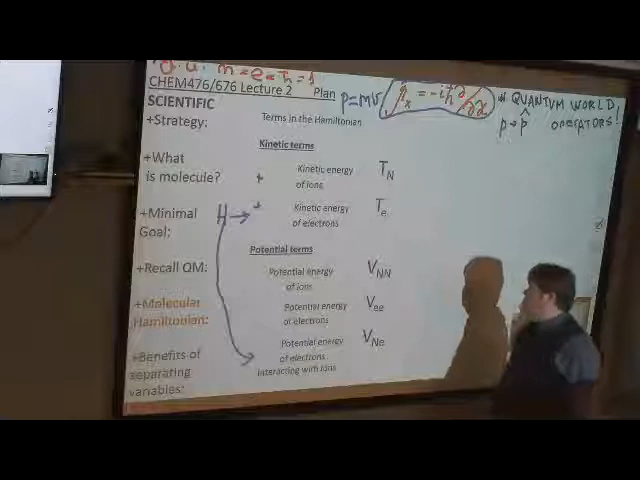 a.u. m=e=ħ=1
CHEM476/676 Lecture 2 Plan
p=mv p̂x = -iħ ∂/∂x
QUANTUM WORLD!
p → p̂ OPERATORS!
SCIENTIFIC
+Strategy:
Terms in the Hamiltonian
Kinetic terms
+What
is molecule?
+ Kinetic energy
of ions
TN
+Minimal
Goal:
H → + Kinetic energy
of electrons
Te
Potential terms
+Recall QM:
Potential energy
of ions
VNN
+Molecular
Hamiltonian:
Potential energy
of electrons
Vee
+Benefits of
separating
variables:
Potential energy
of electrons
interacting with ions
VNe